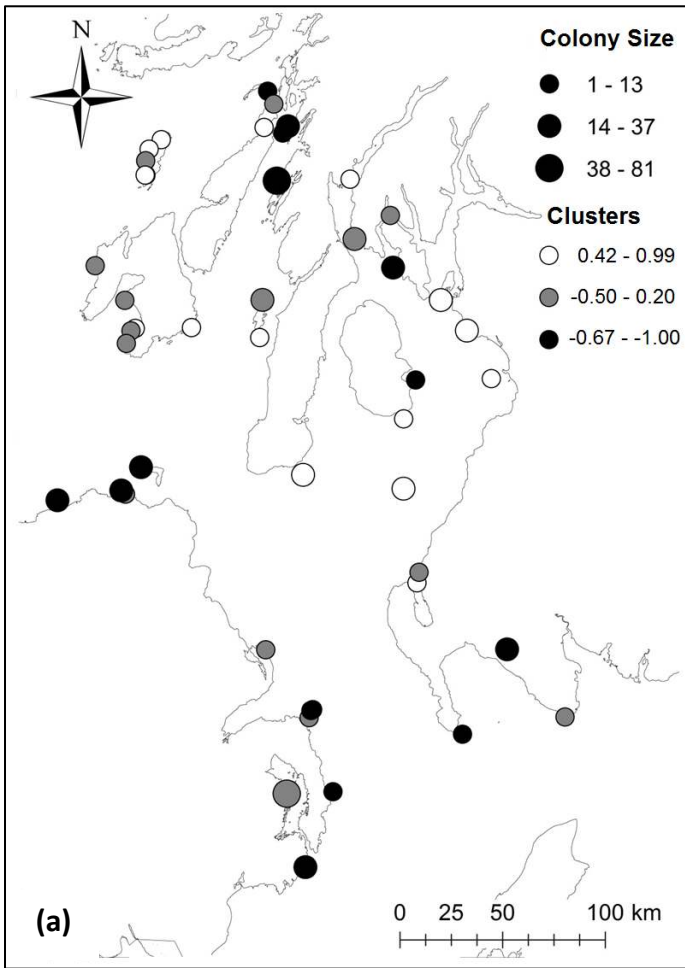 N
Colony Size
1 - 13
14 - 37
38 - 81
Clusters
0.42 - 0.99
-0.50 - 0.20
-0.67 - -1.00
(a)
0 25 50 100 km